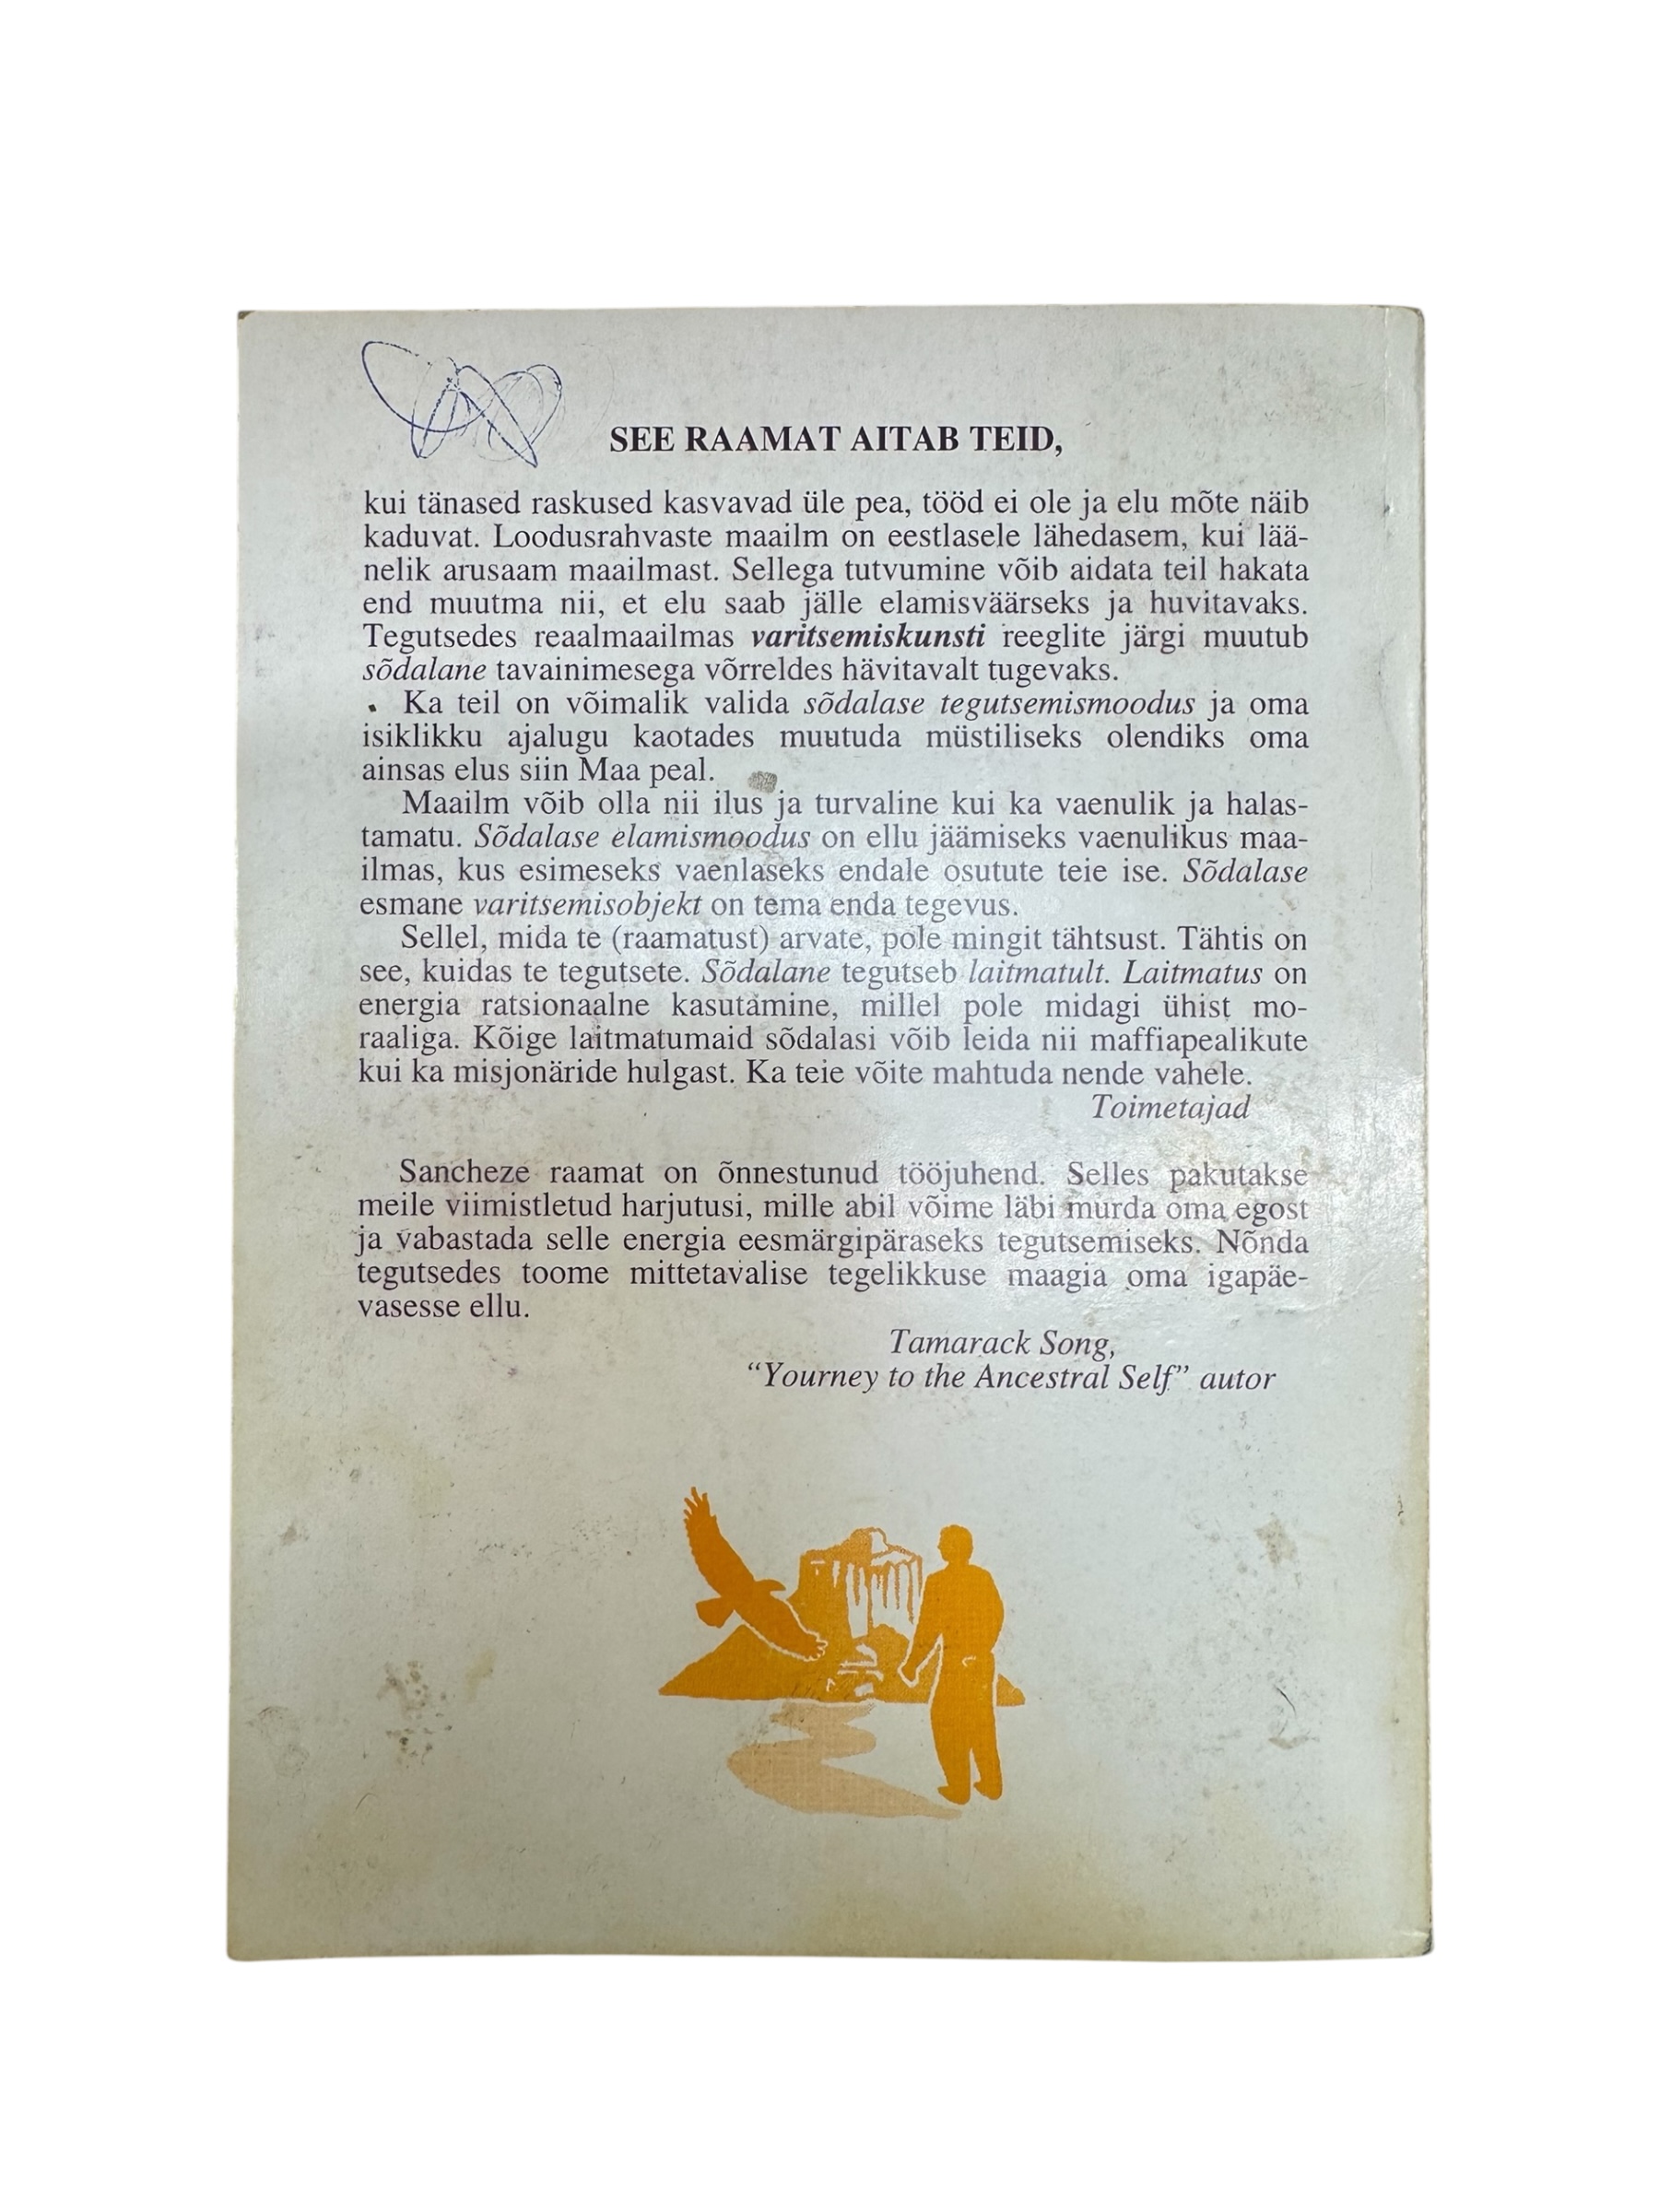 SEE RAAMAT AITAB TEID,
kui tänased raskused kasvavad üle pea, tööd ei ole ja elu mõte näib
kaduvat. Loodusrahvaste maailm on eestlasele lähedasem, kui lää-
nelik arusaam maailmast. Sellega tutvumine võib aidata teil hakata
end muutma nii, et elu saab jälle elamisväärseks ja huvitavaks.
Tegutsedes reaalmaailmas varitsemiskunsti reeglite järgi muutub
sõdalane tavainimesega võrreldes hävitavalt tugevaks.
Ka teil on võimalik valida sõdalase tegutsemismoodus ja oma
isiklikku ajalugu kaotades muutuda müstiliseks olendiks oma
ainsas elus siin Maa peal.
Maailm võib olla nii ilus ja turvaline kui ka vaenulik ja halas-
tamatu. Sõdalase elamismoodus on ellu jäämiseks vaenulikus maa-
ilmas, kus esimeseks vaenlaseks endale osutute teie ise. Sõdalase
esmane varitsemisobjekt on tema enda tegevus.
Sellel, mida te (raamatust) arvate, pole mingit tähtsust. Tähtis on
see, kuidas te tegutsete. Sõdalane tegutseb laitmatult. Laitmatus on
energia ratsionaalne kasutamine, millel pole midagi ühist mo-
raaliga. Kõige laitmatumaid sõdalasi võib leida nii maffiapealikute
kui ka misjonäride hulgast. Ka teie võite mahtuda nende vahele.
Toimetajad
Sancheze raamat on õnnestunud tööjuhend. Selles pakutakse
meile viimistletud harjutusi, mille abil võime läbi murda oma egost
ja vabastada selle energia eesmärgipäraseks tegutsemiseks. Nõnda
tegutsedes toome mittetavalise tegelikkuse maagia oma igapäe-
vasesse ellu.
Tamarack Song,
“Yourney to the Ancestral Self” autor